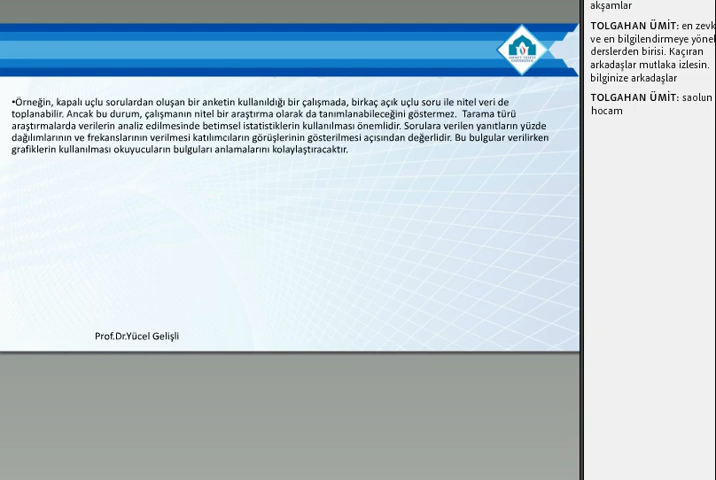 •Örneğin, kapalı uçlu sorulardan oluşan bir anketin kullanıldığı bir çalışmada, birkaç açık uçlu soru ile nitel veri de
toplanabilir. Ancak bu durum, çalışmanın nitel bir araştırma olarak da tanımlanabileceğini göstermez.  Tarama türü
araştırmalarda verilerin analiz edilmesinde betimsel istatistiklerin kullanılması önemlidir. Sorulara verilen yanıtların yüzde
dağılımlarının ve frekanslarının verilmesi katılımcıların görüşlerinin gösterilmesi açısından değerlidir. Bu bulgular verilirken
grafiklerin kullanılması okuyucuların bulguları anlamalarını kolaylaştıracaktır.
Prof.Dr.Yücel Gelişli
akşamlar
TOLGAHAN ÜMİT: en zevk
ve en bilgilendirmeye yönel
derslerden birisi. Kaçıran
arkadaşlar mutlaka izlesin.
bilginize arkadaşlar
TOLGAHAN ÜMİT: saolun
hocam